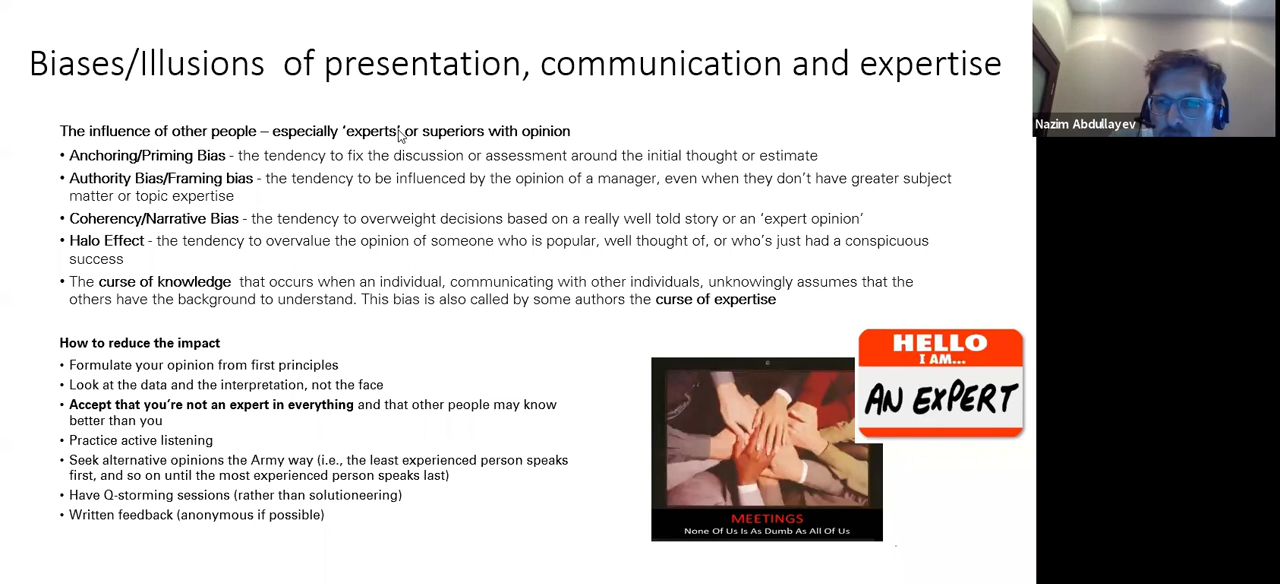 Biases/Illusions of presentation, communication and expertise
Nazim Abdullayev
The influence of other people – especially ‘experts’ or superiors with opinion
• Anchoring/Priming Bias - the tendency to fix the discussion or assessment around the initial thought or estimate
• Authority Bias/Framing bias - the tendency to be influenced by the opinion of a manager, even when they don’t have greater subject
matter or topic expertise
• Coherency/Narrative Bias - the tendency to overweight decisions based on a really well told story or an ‘expert opinion’
• Halo Effect - the tendency to overvalue the opinion of someone who is popular, well thought of, or who’s just had a conspicuous
success
• The curse of knowledge that occurs when an individual, communicating with other individuals, unknowingly assumes that the
others have the background to understand. This bias is also called by some authors the curse of expertise
How to reduce the impact
• Formulate your opinion from first principles
• Look at the data and the interpretation, not the face
• Accept that you’re not an expert in everything and that other people may know
better than you
• Practice active listening
• Seek alternative opinions the Army way (i.e., the least experienced person speaks
first, and so on until the most experienced person speaks last)
• Have Q-storming sessions (rather than solutioneering)
• Written feedback (anonymous if possible)
HELLO
I AM...
AN EXPERT
MEETINGS
None Of Us Is As Dumb As All Of Us